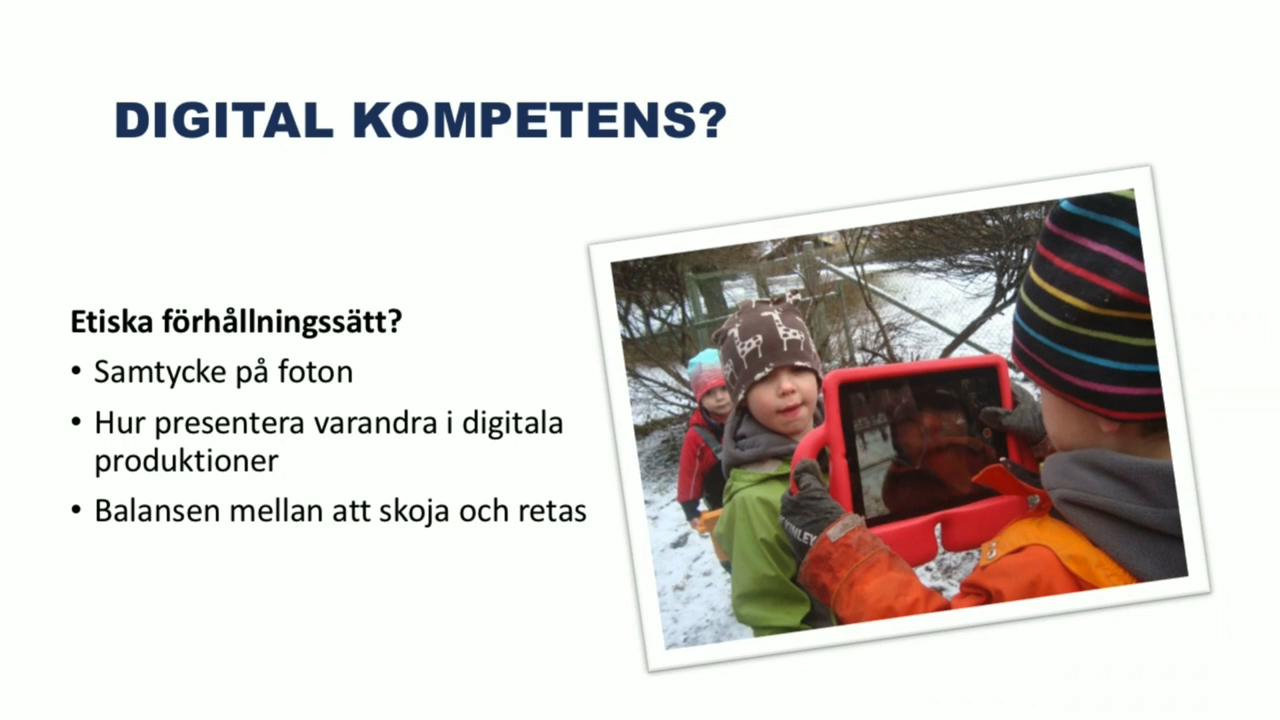 DIGITAL KOMPETENS?
Etiska förhållningssätt?
• Samtycke på foton
• Hur presentera varandra i digitala
produktioner
• Balansen mellan att skoja och retas